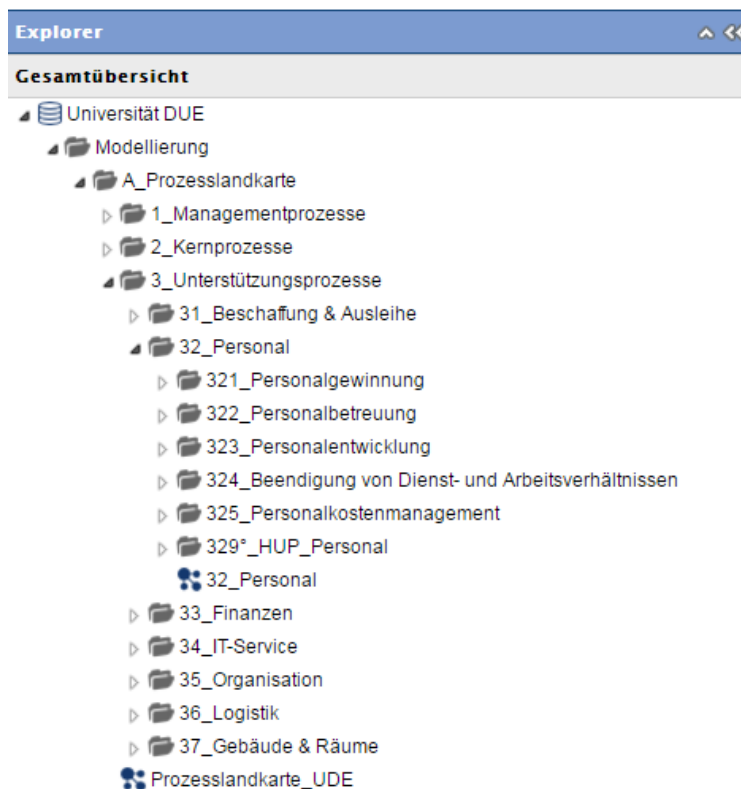 Explorer
Gesamtübersicht
Universität DUE
Modellierung
A_Prozesslandkarte
1_Managementprozesse
2_Kernprozesse
3_Unterstützungsprozesse
31_Beschaffung & Ausleihe
32_Personal
321_Personalgewinnung
322_Personalbetreuung
323_Personalentwicklung
324_Beendigung von Dienst- und Arbeitsverhältnissen
325_Personalkostenmanagement
329°_HUP_Personal
32_Personal
33_Finanzen
34_IT-Service
35_Organisation
36_Logistik
37_Gebäude & Räume
Prozesslandkarte_UDE